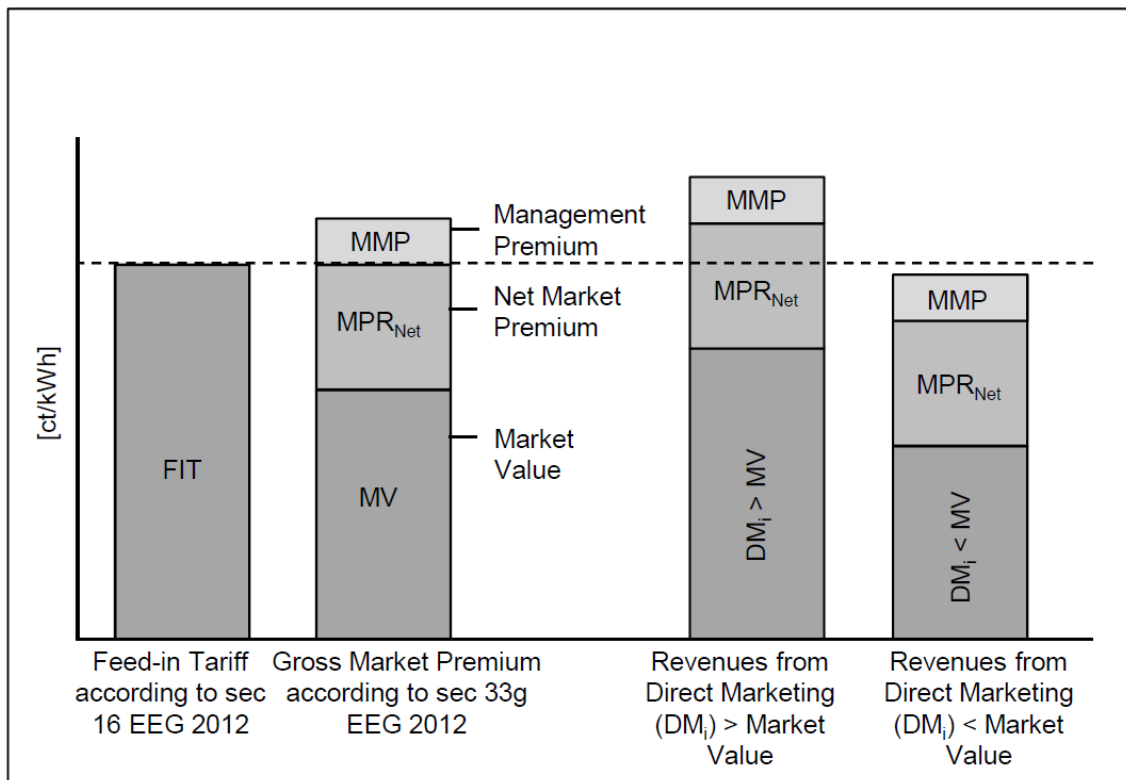 [ct/kWh]
FIT
MMP
MPRNet
MV
Management
Premium
Net Market
Premium
Market
Value
MMP
MPRNet
DMi > MV
MMP
MPRNet
DMi < MV
Feed-in Tariff
according to sec
16 EEG 2012
Gross Market Premium
according to sec 33g
EEG 2012
Revenues from
Direct Marketing
(DMi) > Market
Value
Revenues from
Direct Marketing
(DMi) < Market
Value